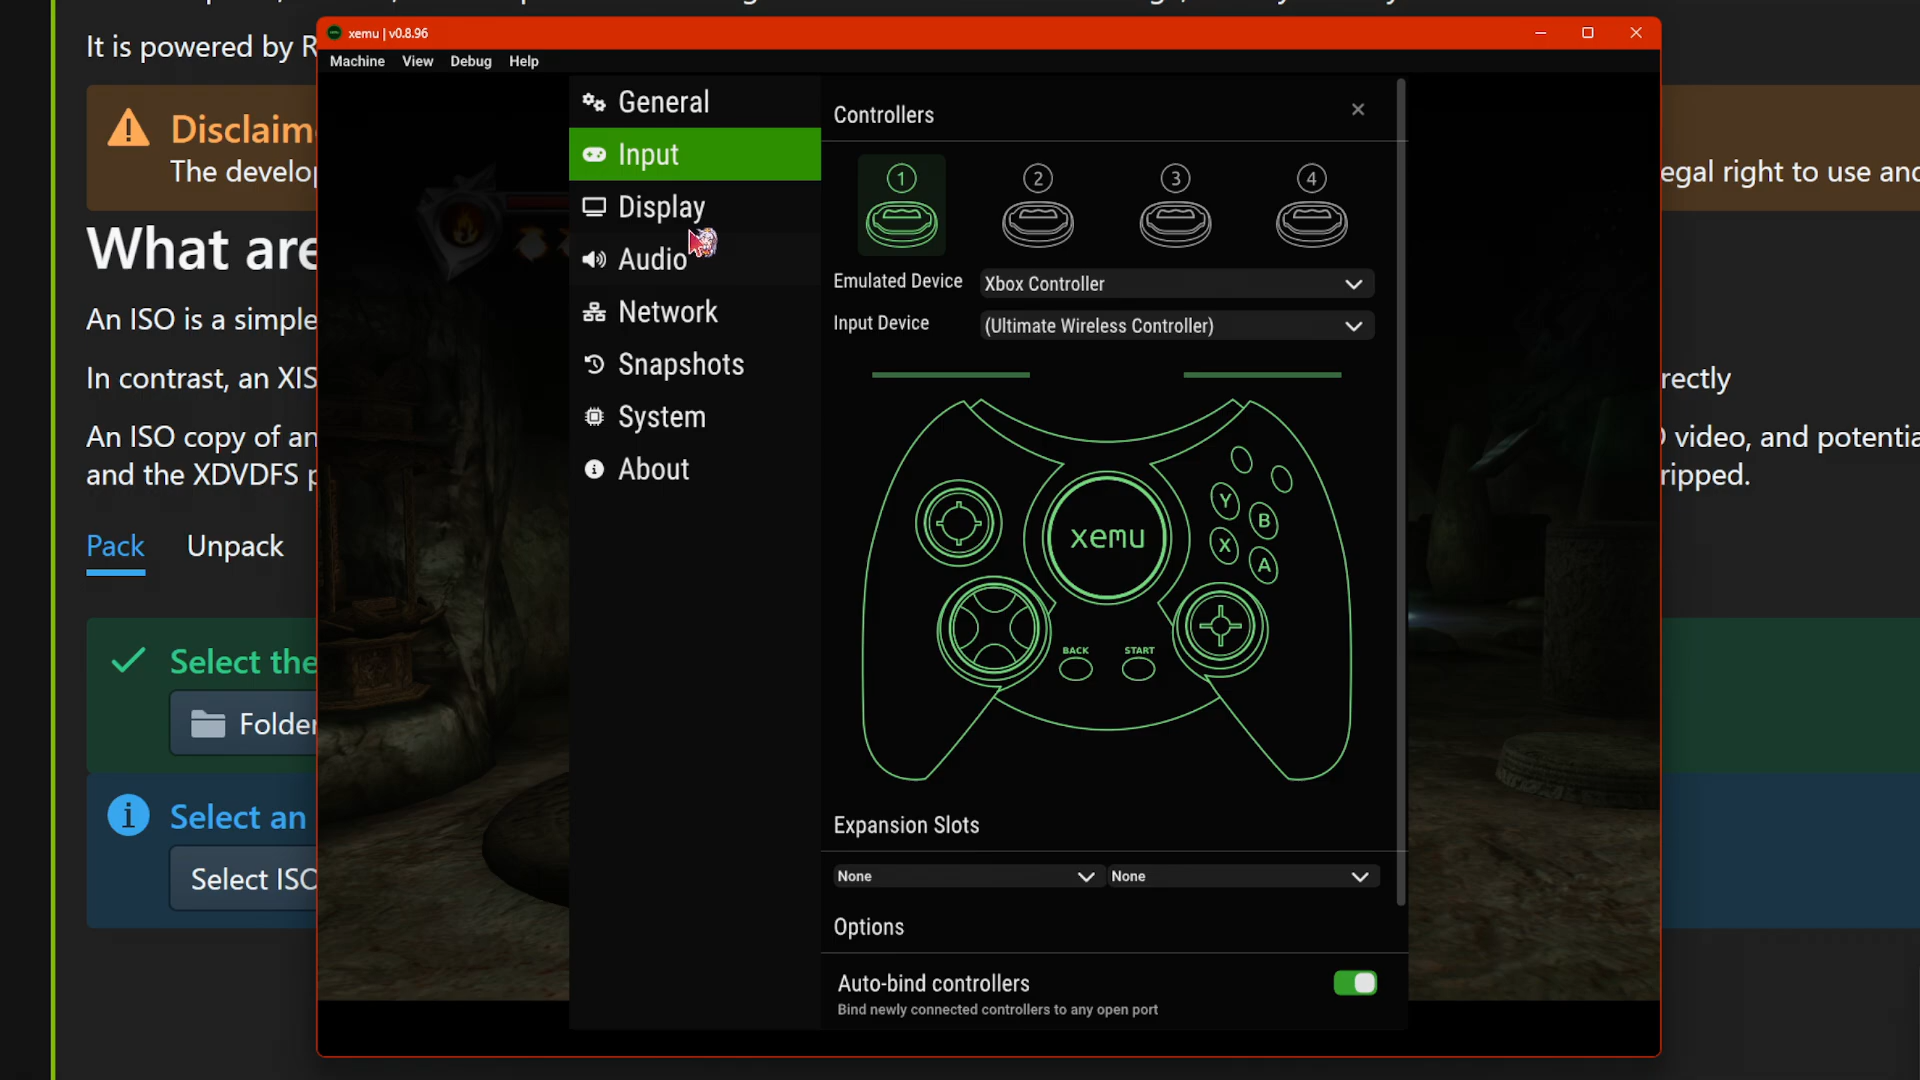 It is powered by R
xemu | v0.8.96
Machine View Debug Help
Disclaim
The develop
egal right to use and
What are
An ISO is a simple
In contrast, an XIS
rectly
An ISO copy of an
video, and potentia
and the XDVDFS p
ripped.
Pack Unpack
Select the
Folder
Select an
Select ISO
General
Input
Display
Audio
Network
Snapshots
System
About
Controllers
1 2 3 4
Emulated Device Xbox Controller
Input Device (Ultimate Wireless Controller)
Y
B
X
A
xemu
BACK START
Expansion Slots
None None
Options
Auto-bind controllers
Bind newly connected controllers to any open port